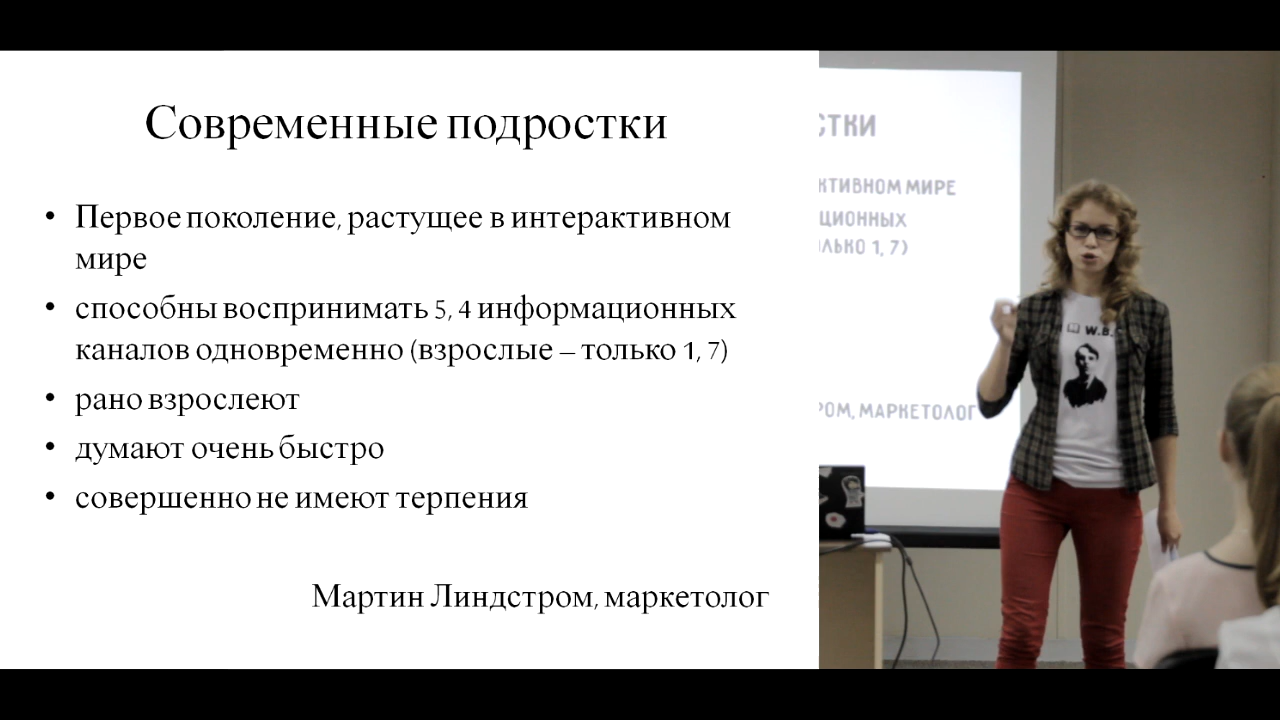 Современные подростки
• Первое поколение, растущее в интерактивном
мире
• способны воспринимать 5, 4 информационных
каналов одновременно (взрослые – только 1, 7)
• рано взрослеют
• думают очень быстро
• совершенно не имеют терпения
Мартин Линдстром, маркетолог
СТКИ
КТИВНОМ МИРЕ
ЦИОННЫХ
ЛЬКО 1, 7)
РОМ, МАРКЕТОЛОГ
W.B.